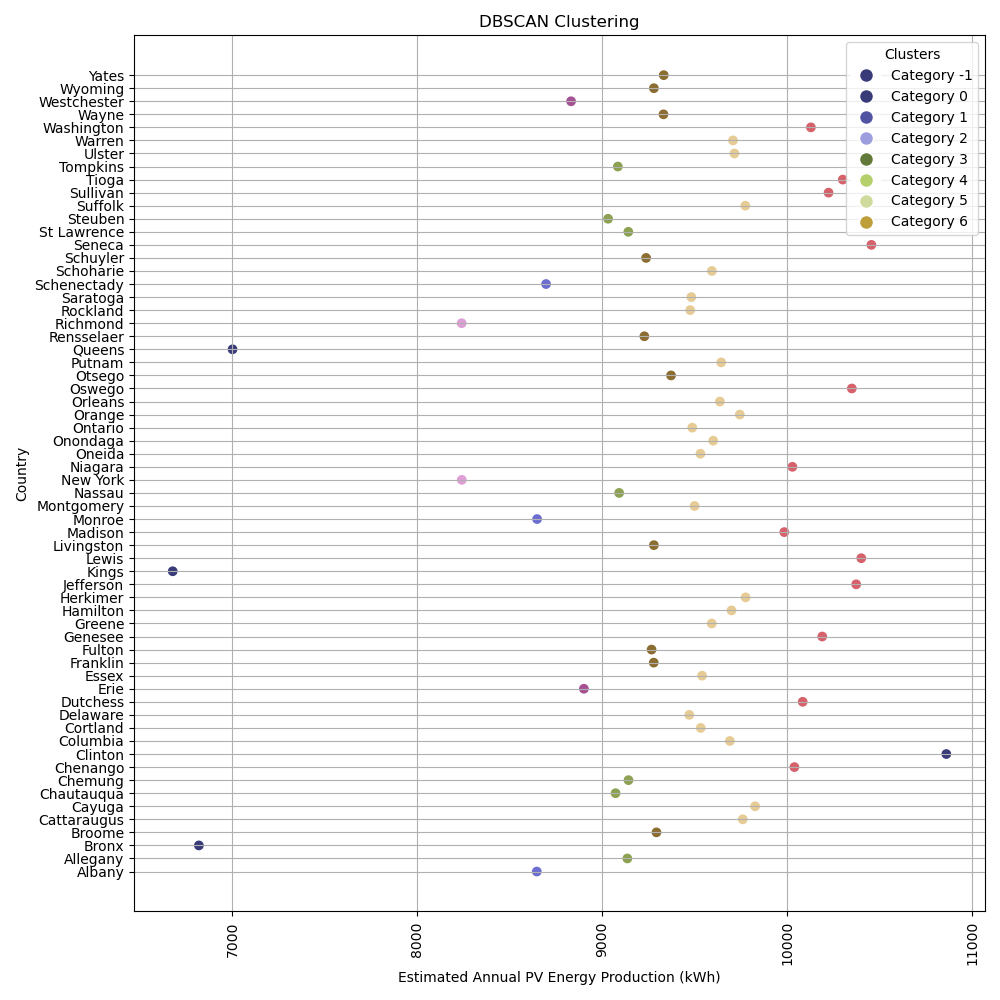 DBSCAN Clustering
Clusters
Category -1
Category 0
Category 1
Category 2
Category 3
Category 4
Category 5
Category 6
Country
Yates
Wyoming
Westchester
Wayne
Washington
Warren
Ulster
Tompkins
Tioga
Sullivan
Suffolk
Steuben
St Lawrence
Seneca
Schuyler
Schoharie
Schenectady
Saratoga
Rockland
Richmond
Rensselaer
Queens
Putnam
Otsego
Oswego
Orleans
Orange
Ontario
Onondaga
Oneida
Niagara
New York
Nassau
Montgomery
Monroe
Madison
Livingston
Lewis
Kings
Jefferson
Herkimer
Hamilton
Greene
Genesee
Fulton
Franklin
Essex
Erie
Dutchess
Delaware
Cortland
Columbia
Clinton
Chenango
Chemung
Chautauqua
Cayuga
Cattaraugus
Broome
Bronx
Allegany
Albany
7000
8000
9000
10000
11000
Estimated Annual PV Energy Production (kWh)